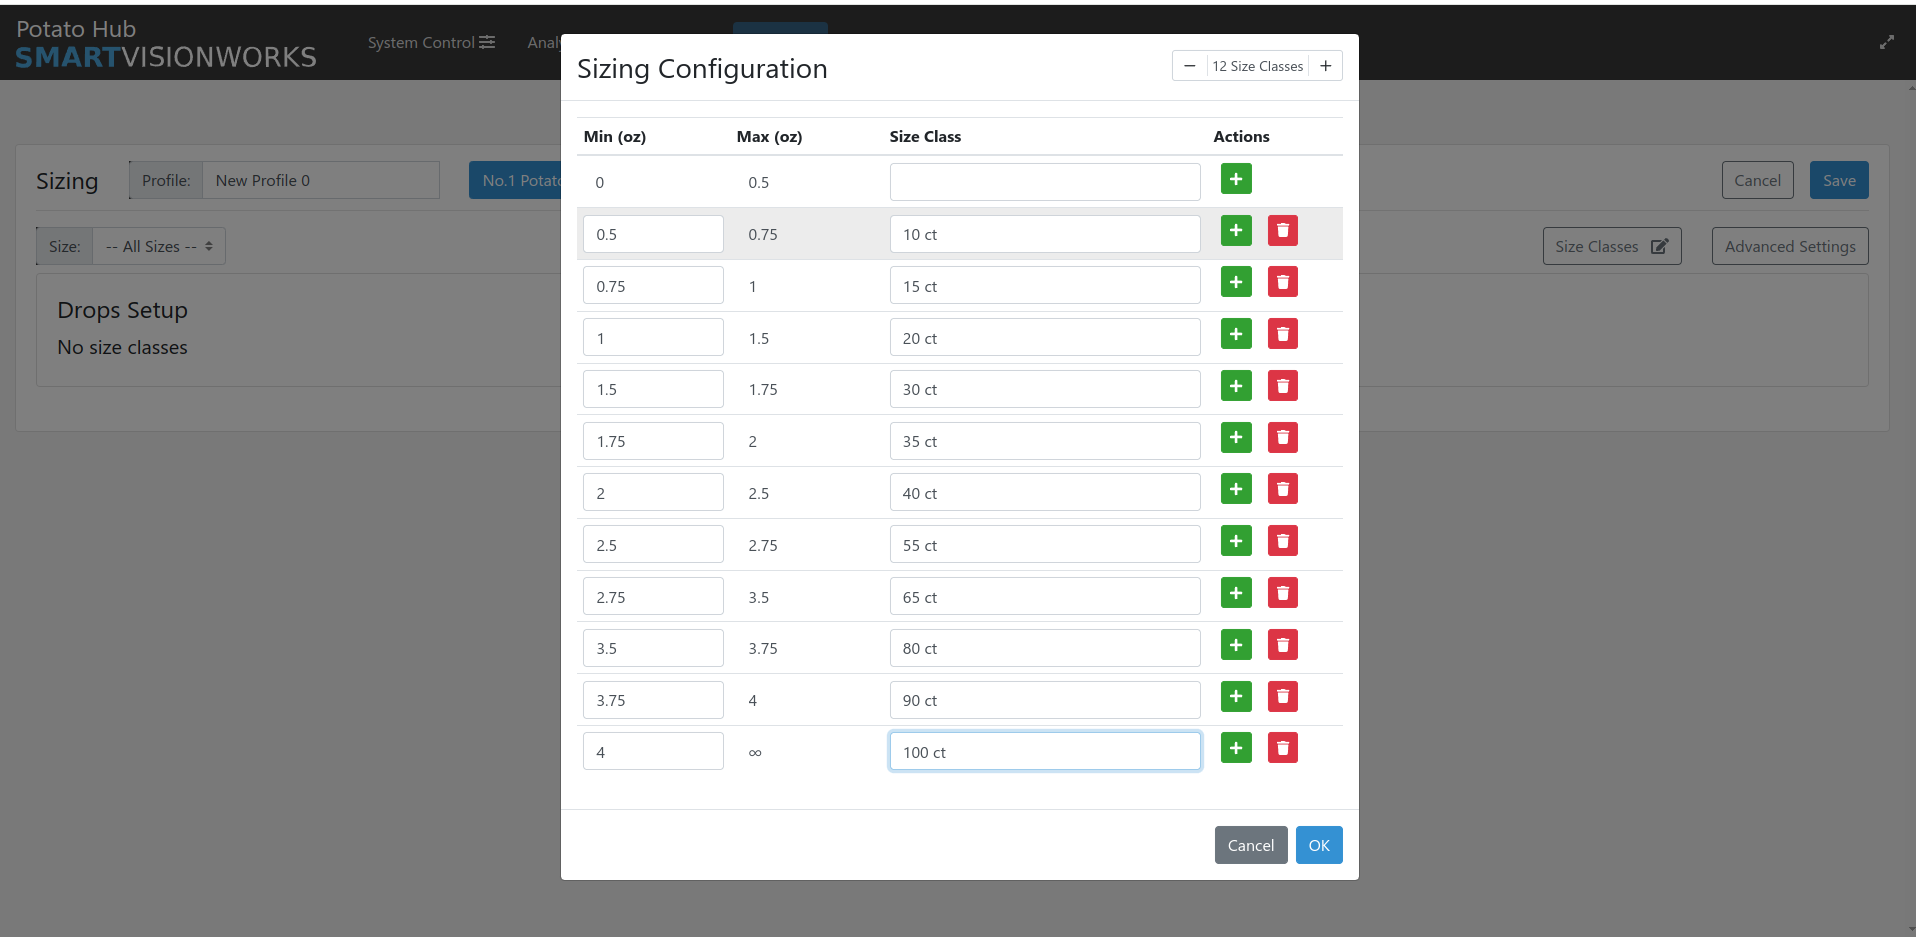 Potato Hub
SMARTVISIONWORKS
System Control
Sizing Configuration
− 12 Size Classes +
Min (oz) Max (oz) Size Class Actions
0 0.5
0.5 0.75 10 ct
0.75 1 15 ct
1 1.5 20 ct
1.5 1.75 30 ct
1.75 2 35 ct
2 2.5 40 ct
2.5 2.75 55 ct
2.75 3.5 65 ct
3.5 3.75 80 ct
3.75 4 90 ct
4 ∞ 100 ct
Cancel OK
Sizing Profile: New Profile 0 No.1 Cancel Save
Size: -- All Sizes -- Size Classes Advanced Settings
Drops Setup
No size classes